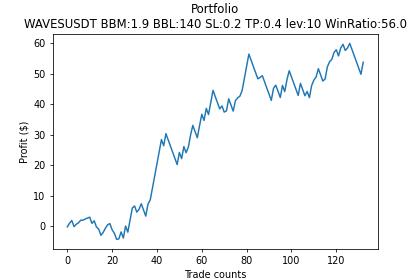 Portfolio
WAVESUSDT BBM:1.9 BBL:140 SL:0.2 TP:0.4 lev:10 WinRatio:56.0
60
50
40
30
20
10
0
Profit ($)
0 20 40 60 80 100 120
Trade counts